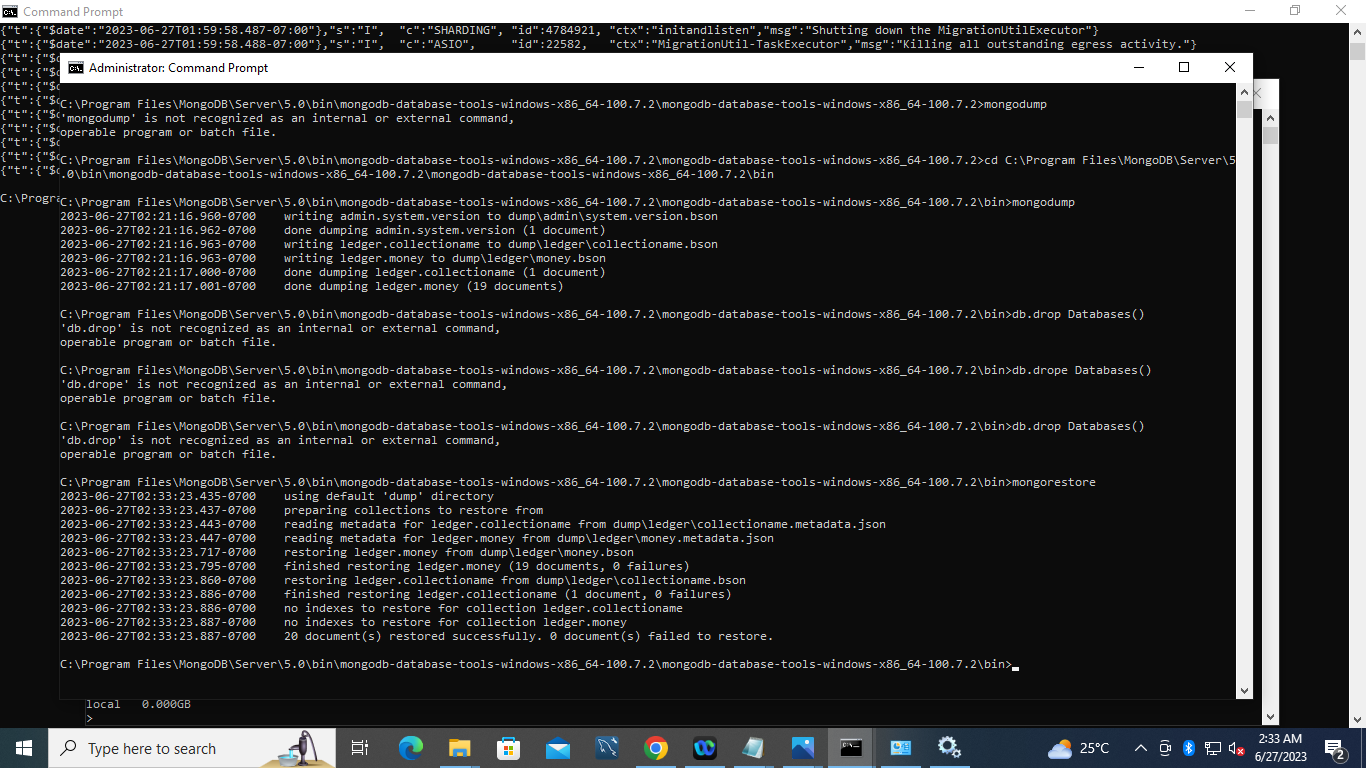 Command Prompt
{"t":{"$date":"2023-06-27T01:59:58.487-07:00"},"s":"I",  "c":"SHARDING", "id":4784921, "ctx":"initandlisten","msg":"Shutting down the MigrationUtilExecutor"}
{"t":{"$date":"2023-06-27T01:59:58.488-07:00"},"s":"I",  "c":"ASIO",     "id":22582,   "ctx":"MigrationUtil-TaskExecutor","msg":"Killing all outstanding egress activity."}
{"t":{"$d
{"t":{"$d
{"t":{"$d
{"t":{"$d
{"t":{"$d
{"t":{"$d
{"t":{"$d
{"t":{"$d
{"t":{"$d
C:\Progra
Administrator: Command Prompt
C:\Program Files\MongoDB\Server\5.0\bin\mongodb-database-tools-windows-x86_64-100.7.2\mongodb-database-tools-windows-x86_64-100.7.2>mongodump
'mongodump' is not recognized as an internal or external command,
operable program or batch file.
C:\Program Files\MongoDB\Server\5.0\bin\mongodb-database-tools-windows-x86_64-100.7.2\mongodb-database-tools-windows-x86_64-100.7.2>cd C:\Program Files\MongoDB\Server\5
.0\bin\mongodb-database-tools-windows-x86_64-100.7.2\mongodb-database-tools-windows-x86_64-100.7.2\bin
C:\Program Files\MongoDB\Server\5.0\bin\mongodb-database-tools-windows-x86_64-100.7.2\mongodb-database-tools-windows-x86_64-100.7.2\bin>mongodump
2023-06-27T02:21:16.960-0700    writing admin.system.version to dump\admin\system.version.bson
2023-06-27T02:21:16.962-0700    done dumping admin.system.version (1 document)
2023-06-27T02:21:16.963-0700    writing ledger.collectioname to dump\ledger\collectioname.bson
2023-06-27T02:21:16.963-0700    writing ledger.money to dump\ledger\money.bson
2023-06-27T02:21:17.000-0700    done dumping ledger.collectioname (1 document)
2023-06-27T02:21:17.001-0700    done dumping ledger.money (19 documents)
C:\Program Files\MongoDB\Server\5.0\bin\mongodb-database-tools-windows-x86_64-100.7.2\mongodb-database-tools-windows-x86_64-100.7.2\bin>db.drop Databases()
'db.drop' is not recognized as an internal or external command,
operable program or batch file.
C:\Program Files\MongoDB\Server\5.0\bin\mongodb-database-tools-windows-x86_64-100.7.2\mongodb-database-tools-windows-x86_64-100.7.2\bin>db.drope Databases()
'db.drope' is not recognized as an internal or external command,
operable program or batch file.
C:\Program Files\MongoDB\Server\5.0\bin\mongodb-database-tools-windows-x86_64-100.7.2\mongodb-database-tools-windows-x86_64-100.7.2\bin>db.drop Databases()
'db.drop' is not recognized as an internal or external command,
operable program or batch file.
C:\Program Files\MongoDB\Server\5.0\bin\mongodb-database-tools-windows-x86_64-100.7.2\mongodb-database-tools-windows-x86_64-100.7.2\bin>mongorestore
2023-06-27T02:33:23.435-0700    using default 'dump' directory
2023-06-27T02:33:23.437-0700    preparing collections to restore from
2023-06-27T02:33:23.443-0700    reading metadata for ledger.collectioname from dump\ledger\collectioname.metadata.json
2023-06-27T02:33:23.447-0700    reading metadata for ledger.money from dump\ledger\money.metadata.json
2023-06-27T02:33:23.717-0700    restoring ledger.money from dump\ledger\money.bson
2023-06-27T02:33:23.795-0700    finished restoring ledger.money (19 documents, 0 failures)
2023-06-27T02:33:23.860-0700    restoring ledger.collectioname from dump\ledger\collectioname.bson
2023-06-27T02:33:23.886-0700    finished restoring ledger.collectioname (1 document, 0 failures)
2023-06-27T02:33:23.886-0700    no indexes to restore for collection ledger.collectioname
2023-06-27T02:33:23.887-0700    no indexes to restore for collection ledger.money
2023-06-27T02:33:23.887-0700    20 document(s) restored successfully. 0 document(s) failed to restore.
C:\Program Files\MongoDB\Server\5.0\bin\mongodb-database-tools-windows-x86_64-100.7.2\mongodb-database-tools-windows-x86_64-100.7.2\bin>
local   0.000GB
>
Type here to search
25°C
2:33 AM
6/27/2023
2